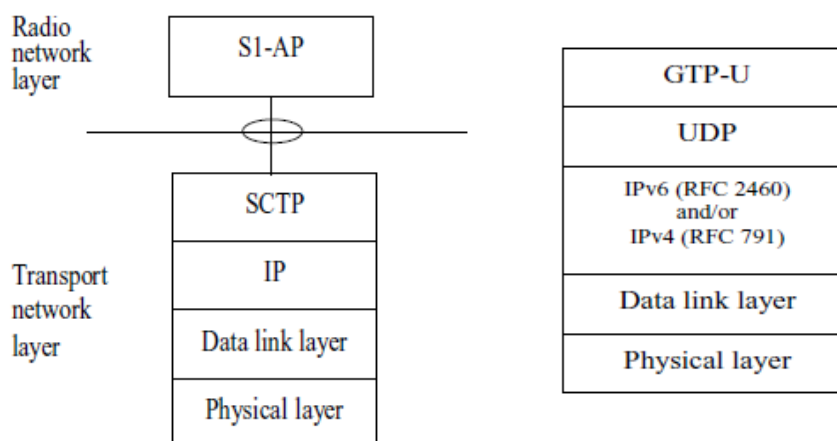 Radio
network
layer
S1-AP
SCTP
IP
Data link layer
Physical layer
Transport
network
layer
GTP-U
UDP
IPv6 (RFC 2460)
and/or
IPv4 (RFC 791)
Data link layer
Physical layer